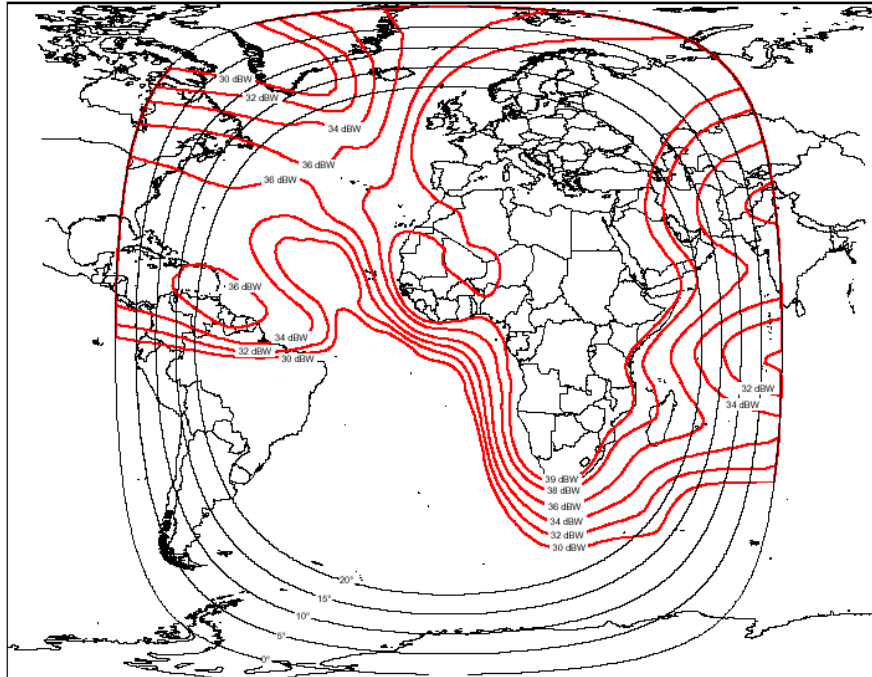 30 dBW
32 dBW
34 dBW
36 dBW
36 dBW
36 dBW
34 dBW
32 dBW
30 dBW
32 dBW
34 dBW
39 dBW
38 dBW
36 dBW
34 dBW
32 dBW
30 dBW
20°
15°
10°
5°
0°